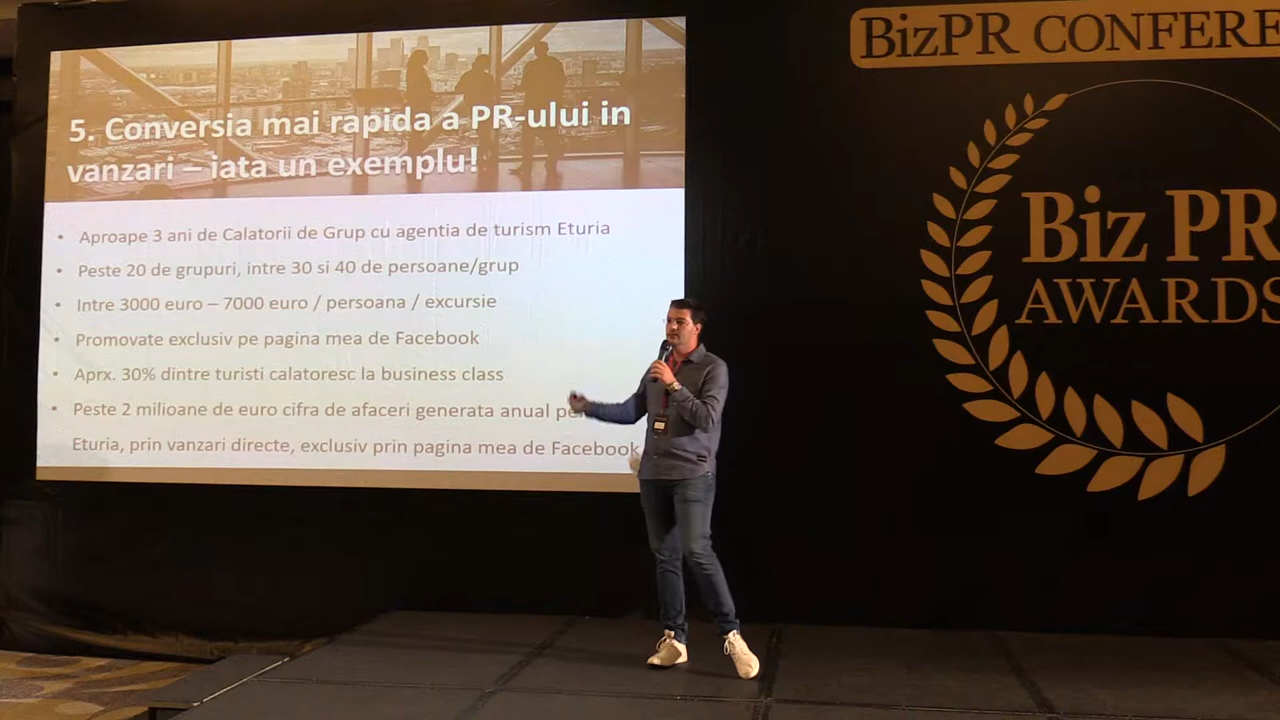 5. Conversia mai rapida a PR-ului in
vanzari – iata un exemplu!
• Aproape 3 ani de Calatorii de Grup cu agentia de turism Eturia
• Peste 20 de grupuri, intre 30 si 40 de persoane/grup
• Intre 3000 euro – 7000 euro / persoana / excursie
• Promovate exclusiv pe pagina mea de Facebook
• Aprx. 30% dintre turisti calatoresc la business class
• Peste 2 milioane de euro cifra de afaceri generata anual
Eturia, prin vanzari directe, exclusiv prin pagina mea de Facebook
BizPR CONFERE
Biz PR
AWARDS